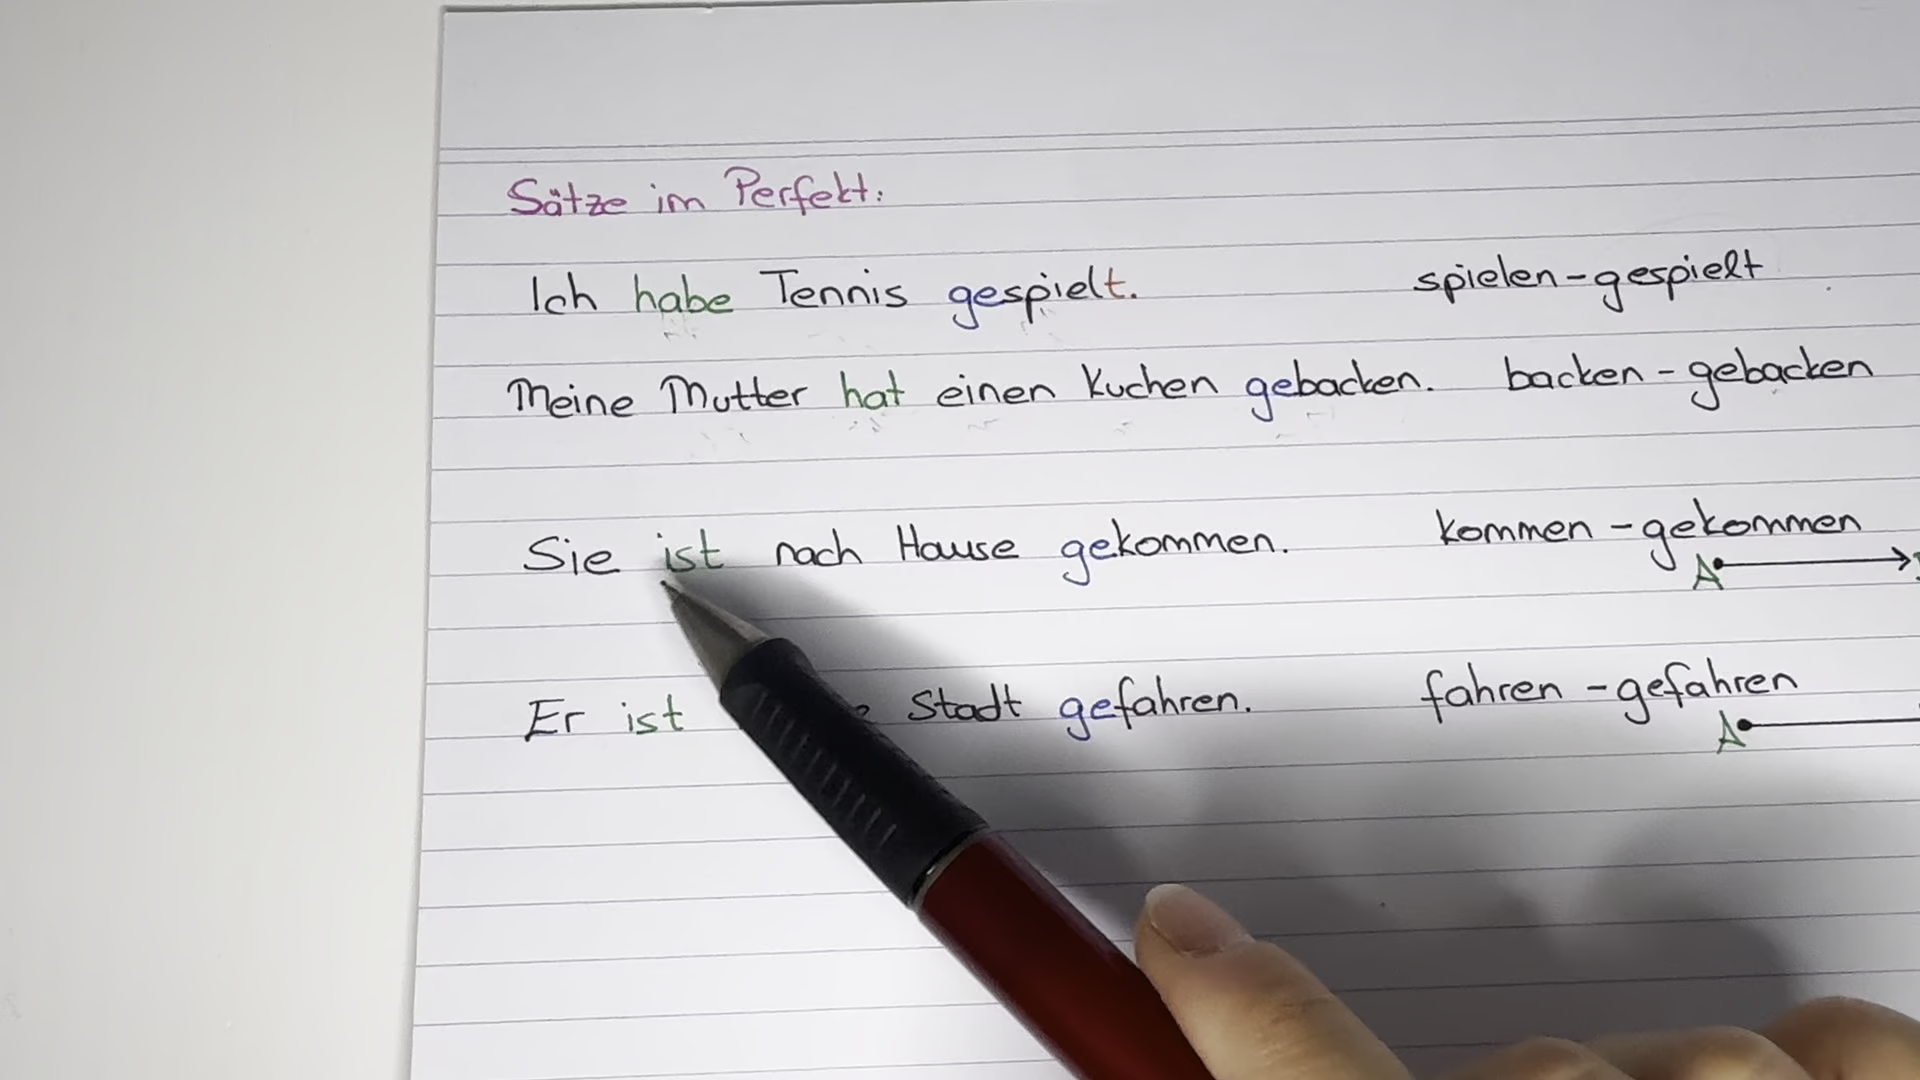 Sätze im Perfekt:
Ich habe Tennis gespielt. spielen - gespielt
Meine Mutter hat einen Kuchen gebacken. backen - gebacken
Sie ist nach Hause gekommen. kommen - gekommen
A
Er ist Stadt gefahren. fahren - gefahren
A